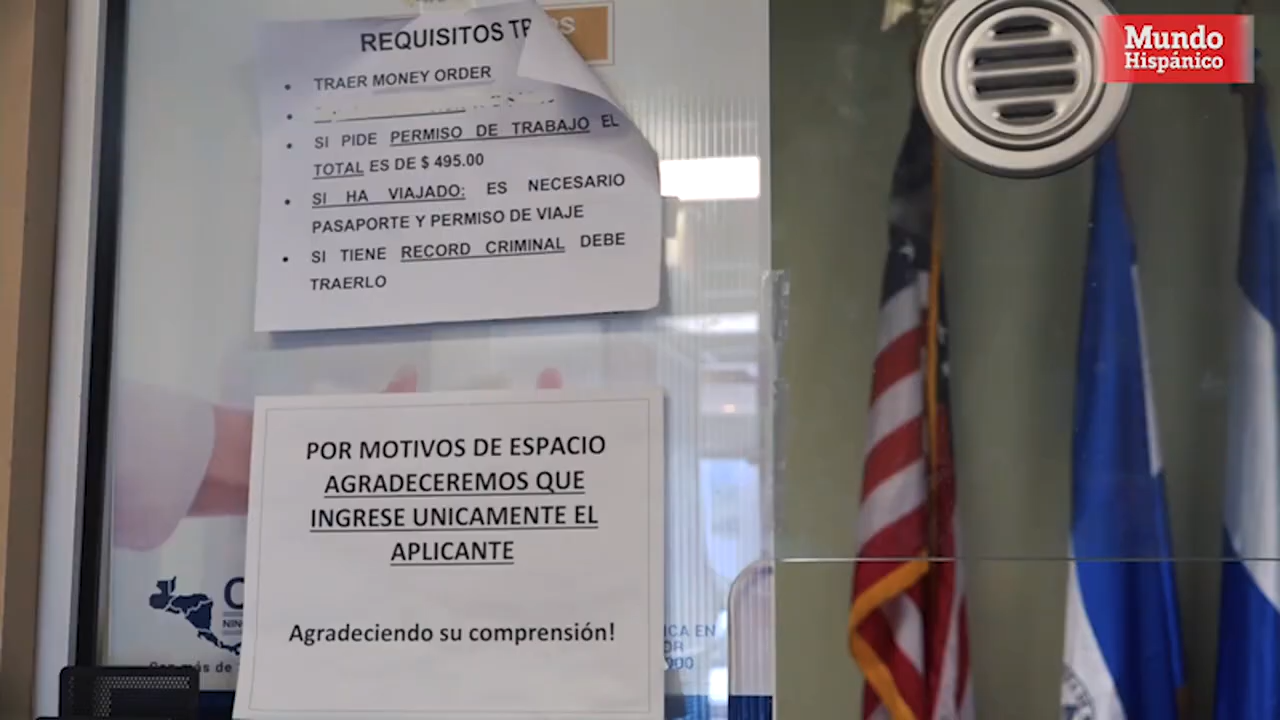 REQUISITOS
TRAER MONEY ORDER
SI PIDE PERMISO DE TRABAJO EL
TOTAL ES DE $ 495.00
SI HA VIAJADO: ES NECESARIO
PASAPORTE Y PERMISO DE VIAJE
SI TIENE RECORD CRIMINAL DEBE
TRAERLO
POR MOTIVOS DE ESPACIO
AGRADECEREMOS QUE
INGRESE UNICAMENTE EL
APLICANTE
Agradeciendo su comprensión!
Mundo
Hispánico